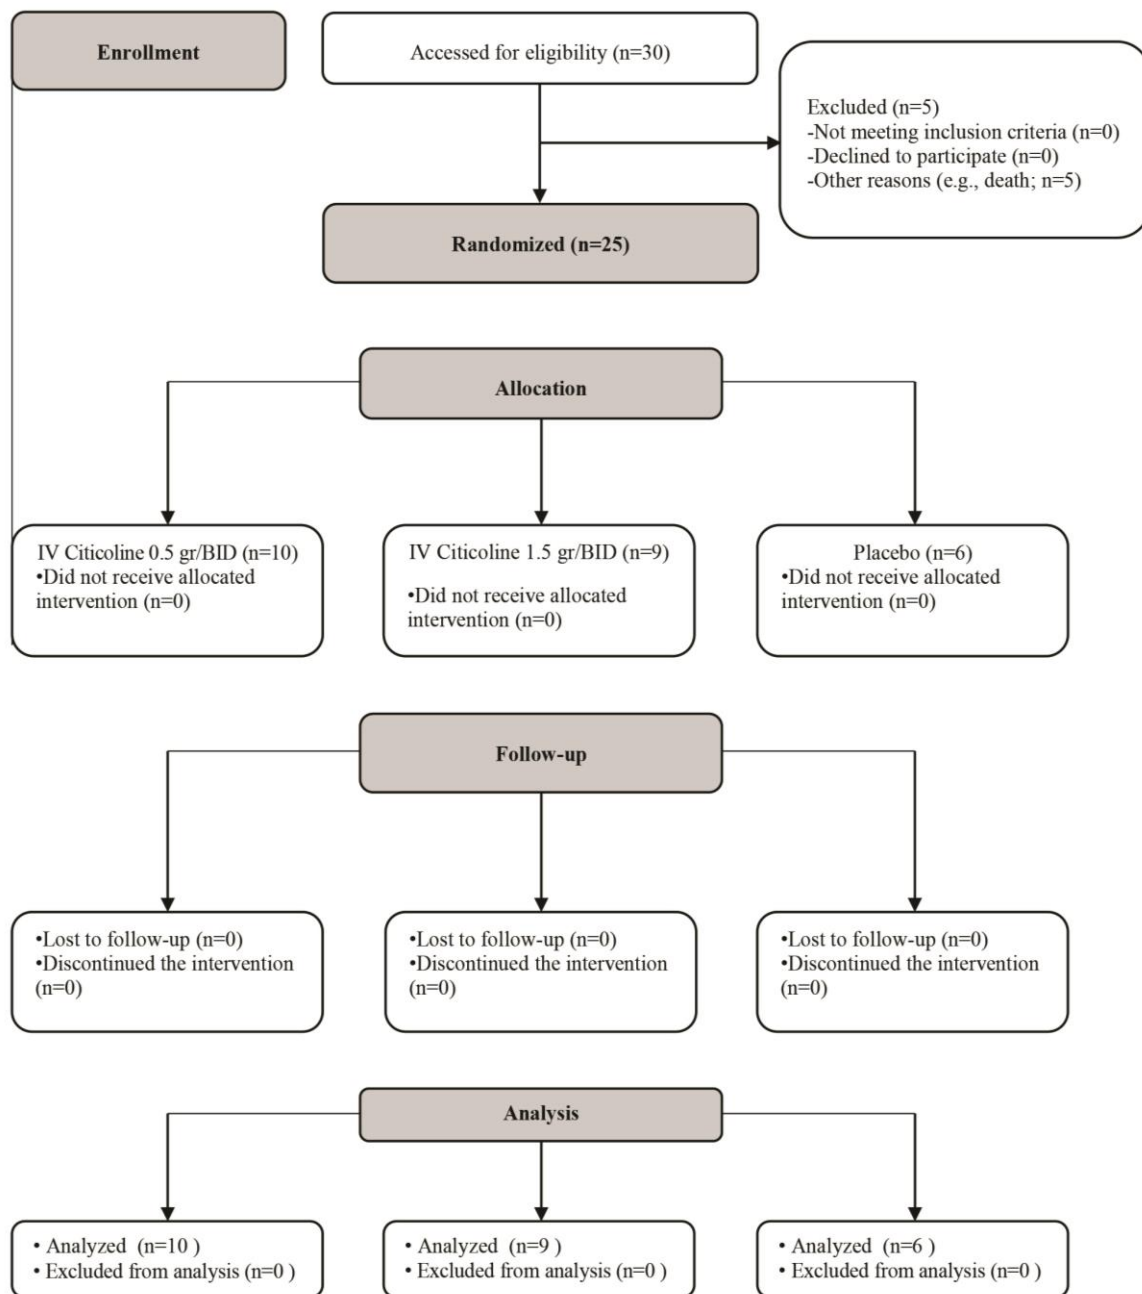 Enrollment
Accessed for eligibility (n=30)
Excluded (n=5)
-Not meeting inclusion criteria (n=0)
-Declined to participate (n=0)
-Other reasons (e.g., death; n=5)
Randomized (n=25)
Allocation
IV Citicoline 0.5 gr/BID (n=10)
•Did not receive allocated
intervention (n=0)
IV Citicoline 1.5 gr/BID (n=9)
•Did not receive allocated
intervention (n=0)
Placebo (n=6)
•Did not receive allocated
intervention (n=0)
Follow-up
•Lost to follow-up (n=0)
•Discontinued the intervention
(n=0)
•Lost to follow-up (n=0)
•Discontinued the intervention
(n=0)
•Lost to follow-up (n=0)
•Discontinued the intervention
(n=0)
Analysis
• Analyzed (n=10 )
• Excluded from analysis (n=0 )
• Analyzed (n=9 )
• Excluded from analysis (n=0 )
• Analyzed (n=6 )
• Excluded from analysis (n=0 )